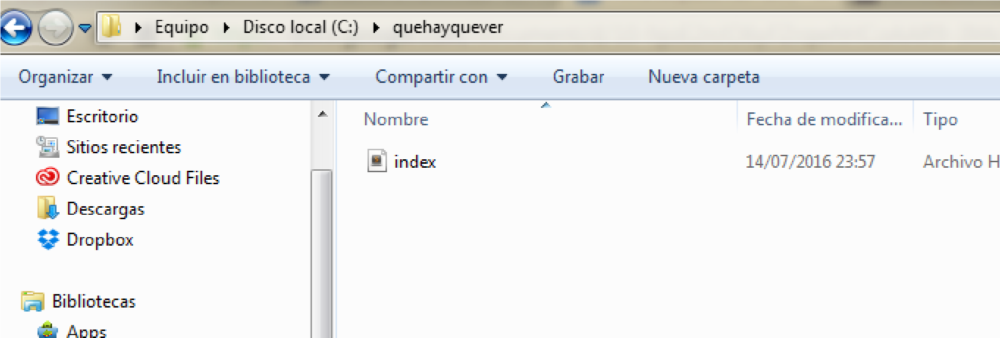 Equipo Disco local (C:) quehayquever
Organizar Incluir en biblioteca Compartir con Grabar Nueva carpeta
Escritorio
Sitios recientes
Creative Cloud Files
Descargas
Dropbox
Bibliotecas
Apps
Nombre Fecha de modifica... Tipo
index 14/07/2016 23:57 Archivo H